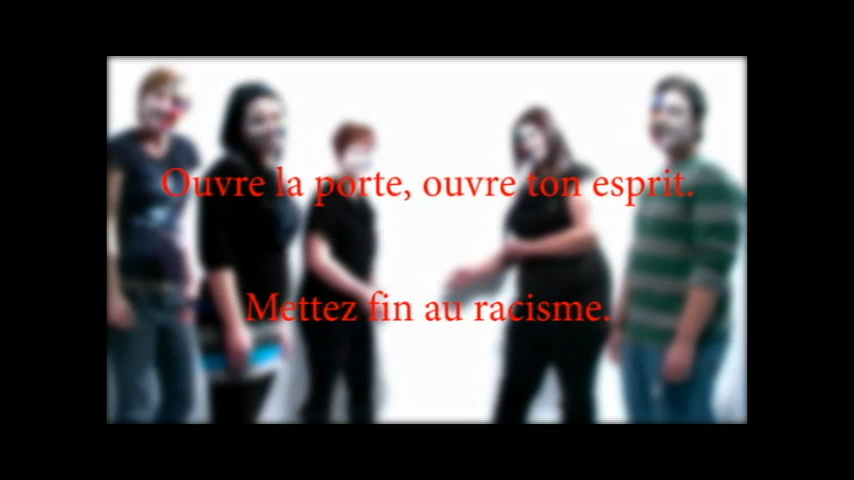 Ouvre la porte, ouvre ton esprit.
Mettez fin au racisme.